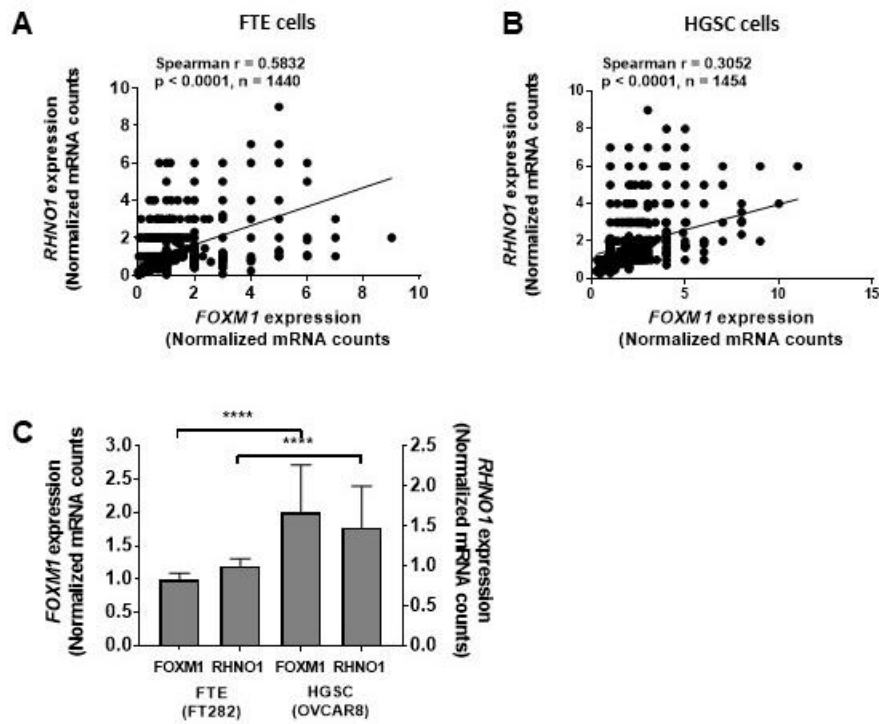 A
FTE cells
Spearman r = 0.5832
p < 0.0001, n = 1440
RHNO1 expression
(Normalized mRNA counts)
10
8
6
4
2
0
0 2 4 6 8 10
FOXM1 expression
(Normalized mRNA counts
B
HGSC cells
Spearman r = 0.3052
p < 0.0001, n = 1454
RHNO1 expression
(Normalized mRNA counts)
10
8
6
4
2
0
0 5 10 15
FOXM1 expression
(Normalized mRNA counts
C
FOXM1 expression
(Normalized mRNA counts
3.0
2.5
2.0
1.5
1.0
0.5
0.0
****
****
2.5
2.0
1.5
1.0
0.5
0.0
RHNO1 expression
(Normalized mRNA counts)
FOXM1 RHNO1 FOXM1 RHNO1
FTE HGSC
(FT282) (OVCAR8)